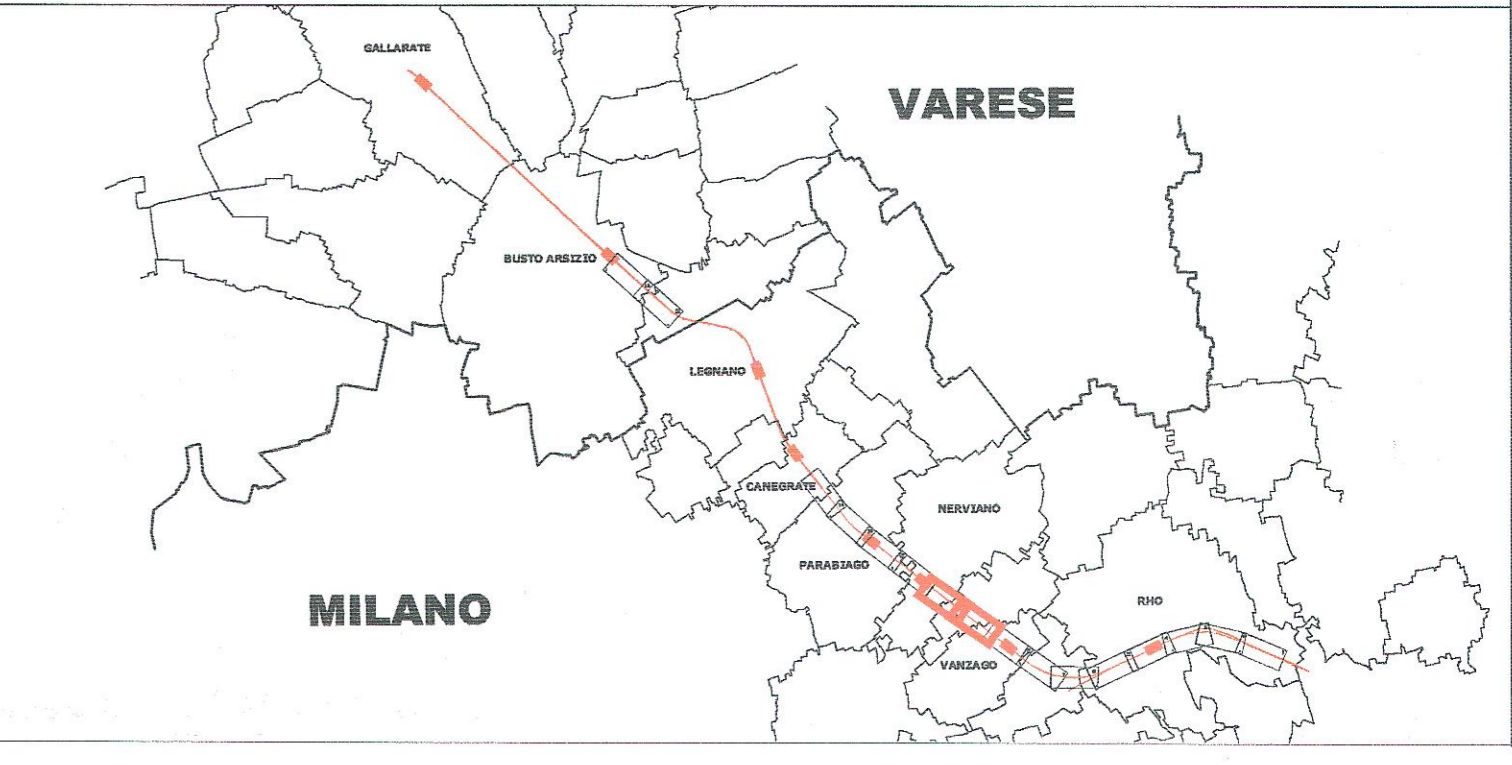 GALLARATE
VARESE
BUSTO ARSIZIO
LEGNANO
CANEGRATE
NERVIANO
PARABIAGO
RHO
MILANO
VANZAGO